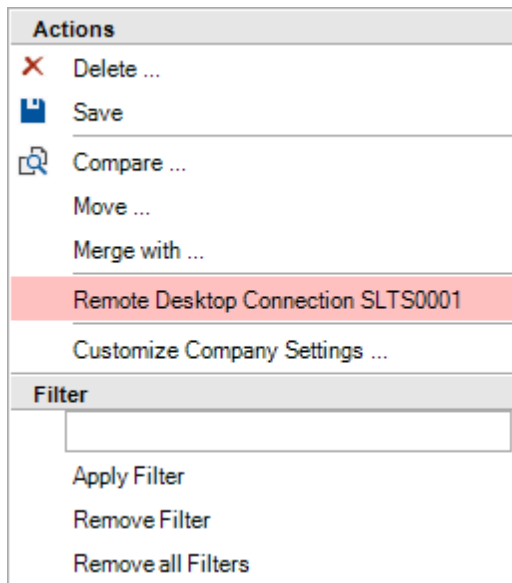 Actions
Delete ...
Save
Compare ...
Move ...
Merge with ...
Remote Desktop Connection SLTS0001
Customize Company Settings ...
Filter
Apply Filter
Remove Filter
Remove all Filters